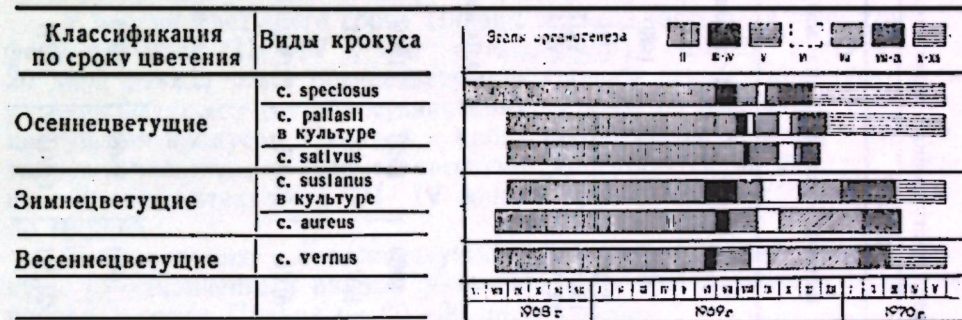 Классификация
по сроку цветения
Виды крокуса
Этапы органогенеза
II III-IV V VI VII VIII-IX X-XII
Осеннецветущие
c. speciosus
c. pallasii
в культуре
c. sativus
Зимнецветущие
c. susianus
в культуре
c. aureus
Весеннецветущие
c. vernus
1968 г. 1969 г. 1970 г.